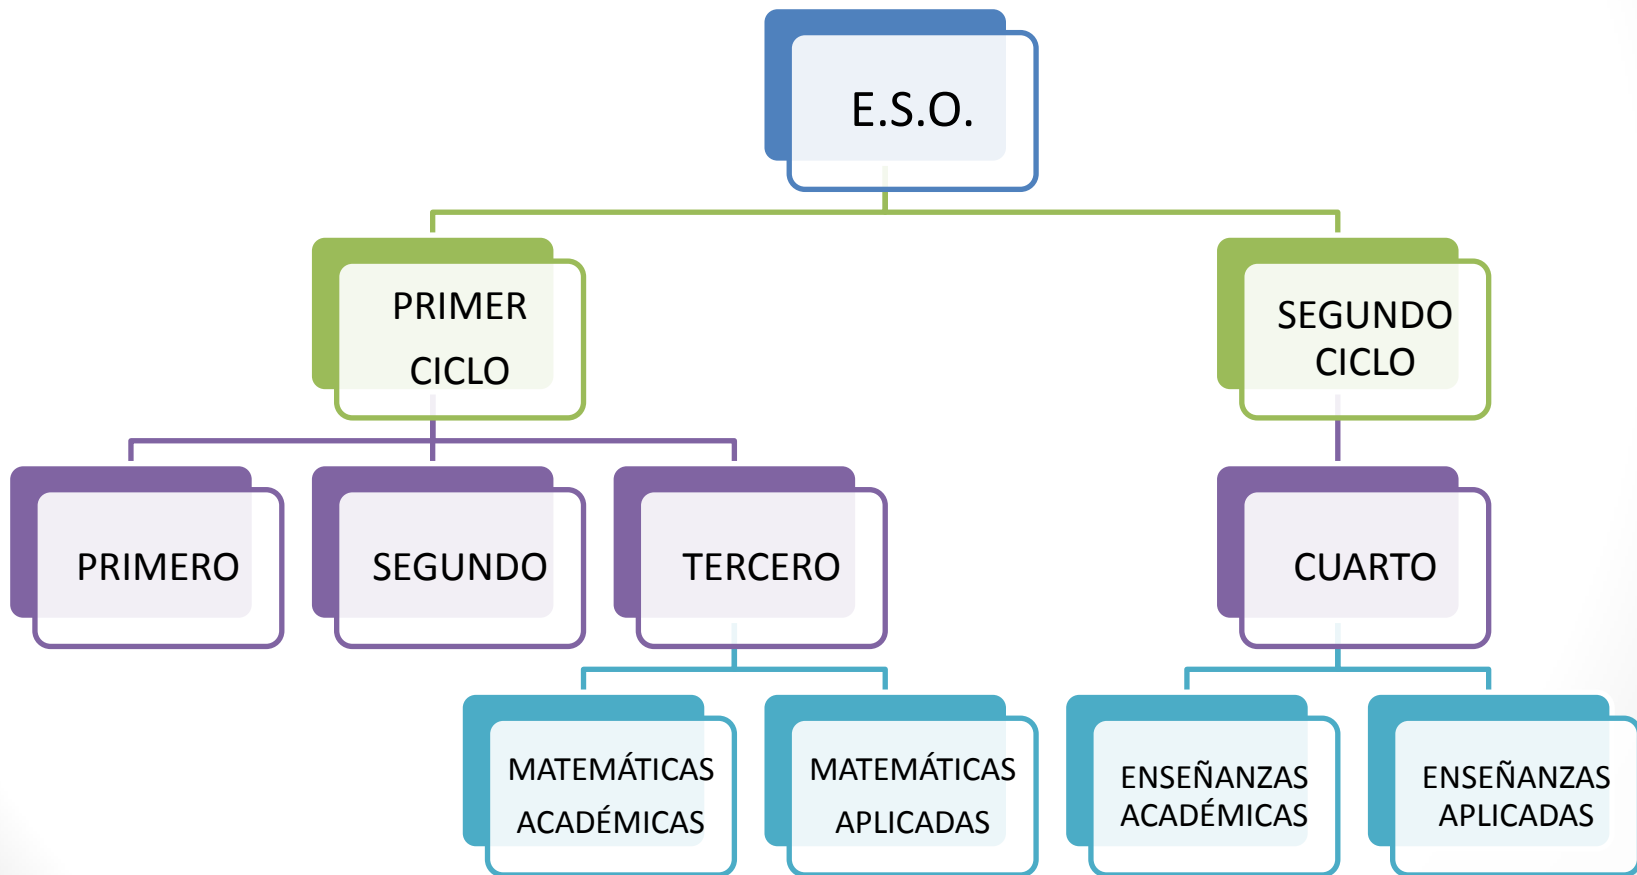 E.S.O.
PRIMER
CICLO
SEGUNDO
CICLO
PRIMERO
SEGUNDO
TERCERO
CUARTO
MATEMÁTICAS
ACADÉMICAS
MATEMÁTICAS
APLICADAS
ENSEÑANZAS
ACADÉMICAS
ENSEÑANZAS
APLICADAS